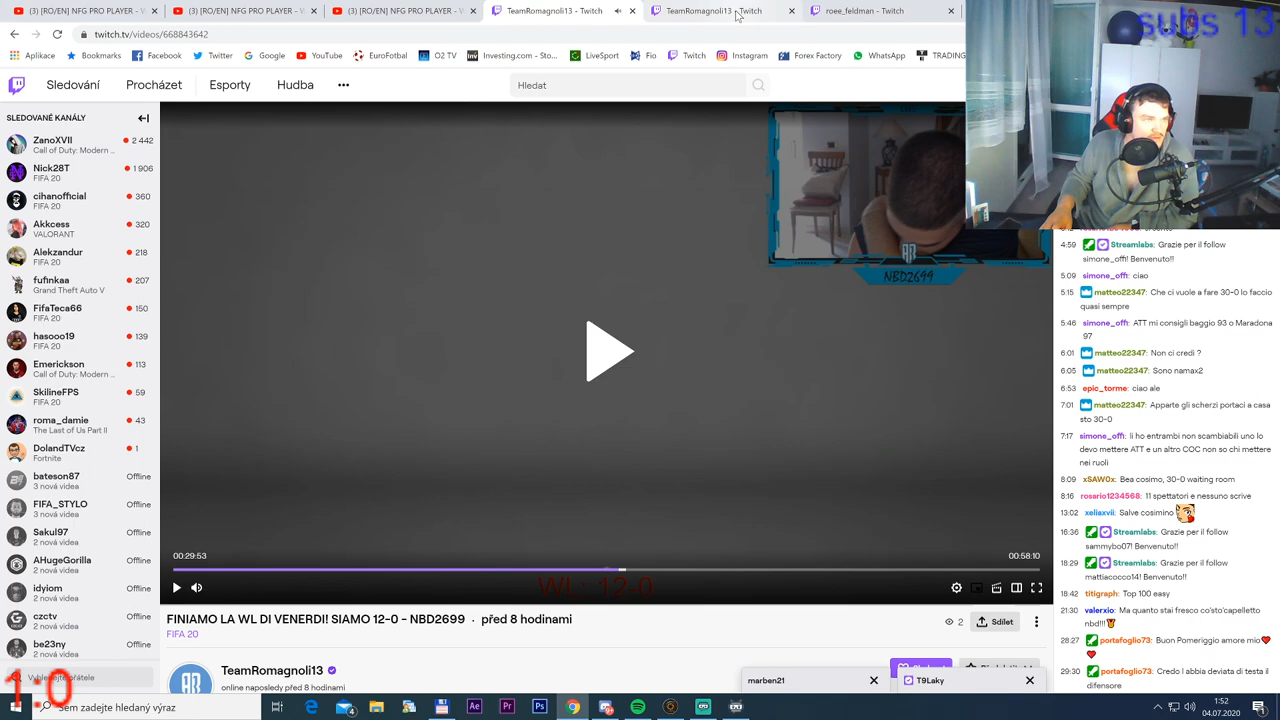 (3) [RO/EN] NFG PRO PLAYER - E
(3) [RO/EN] NFG PRO PLAYER - E
(3) [RO/EN] NFG PRO PLAYER - E
TeamRomagnoli13 - Twitch
TeamRomagnoli13 - Twitch
roee_feldman - Twitch
subs 13
twitch.tv/videos/668843642
Aplikace
Bookmarks
Facebook
Twitter
Google
YouTube
EuroFotbal
O2 TV
Investing.com - Sto...
LiveSport
Fio
Twitch
Instagram
Forex Factory
WhatsApp
TRADING
Sledování
Procházet
Esporty
Hudba
Hledat
SLEDOVANÉ KANÁLY
ZanoXVII 2 442
Call of Duty: Modern ..
Nick28T 1 906
FIFA 20
cihanofficial 360
FIFA 20
Akkcess 320
VALORANT
Alekzandur 218
FIFA 20
fufinkaa 207
Grand Theft Auto V
FifaTeca66 150
FIFA 20
hasooo19 139
FIFA 20
Emerickson 113
Call of Duty: Modern ..
SkilineFPS 59
FIFA 20
roma_damie 43
The Last of Us Part II
DolandTVcz 1
Fortnite
bateson87 Offline
3 nová videa
FIFA_STYLO Offline
3 nová videa
Sakul97 Offline
2 nová videa
AHugeGorilla Offline
2 nová videa
idyiom Offline
2 nová videa
czctv Offline
2 nová videa
be23ny Offline
2 nová videa
1.0
NBD2699
00:29:53
00:58:10
WL: 12-0
FINIAMO LA WL DI VENERDI! SIAMO 12-0 - NBD2699 · před 8 hodinami
FIFA 20
2
Sdílet
TeamRomagnoli13
online naposledy před 8 hodinami
4:59 Streamlabs: Grazie per il follow
simone_offi! Benvenuto!!
5:09 simone_offi: ciao
5:15 matteo22347: Che ci vuole a fare 30-0 lo faccio
quasi sempre
5:46 simone_offi: ATT mi consigli baggio 93 o Maradona
97
6:01 matteo22347: Non ci credi ?
6:05 matteo22347: Sono namax2
6:53 epic_torme: ciao ale
7:01 matteo22347: Apparte gli scherzi portaci a casa
sto 30-0
7:17 simone_offi: li ho entrambi non scambiabili uno lo
devo mettere ATT e un altro COC non so chi mettere
nei ruoli
8:09 xSAW0x: Bea cosimo, 30-0 waiting room
8:16 rosario1234568: 11 spettatori e nessuno scrive
13:02 xeliaxvii: Salve cosimino
16:36 Streamlabs: Grazie per il follow
sammybo07! Benvenuto!!
18:29 Streamlabs: Grazie per il follow
mattiacocco14! Benvenuto!!
18:42 titigraph: Top 100 easy
21:30 valerxio: Ma quanto stai fresco co'sto'capelletto
nbd!!!
28:27 portafoglio73: Buon Pomeriggio amore mio
29:30 portafoglio73: Credo l abbia deviata di testa il
difensore
marben21
T9Laky
Sem zadejte hledaný výraz
1:52
04.07.2020